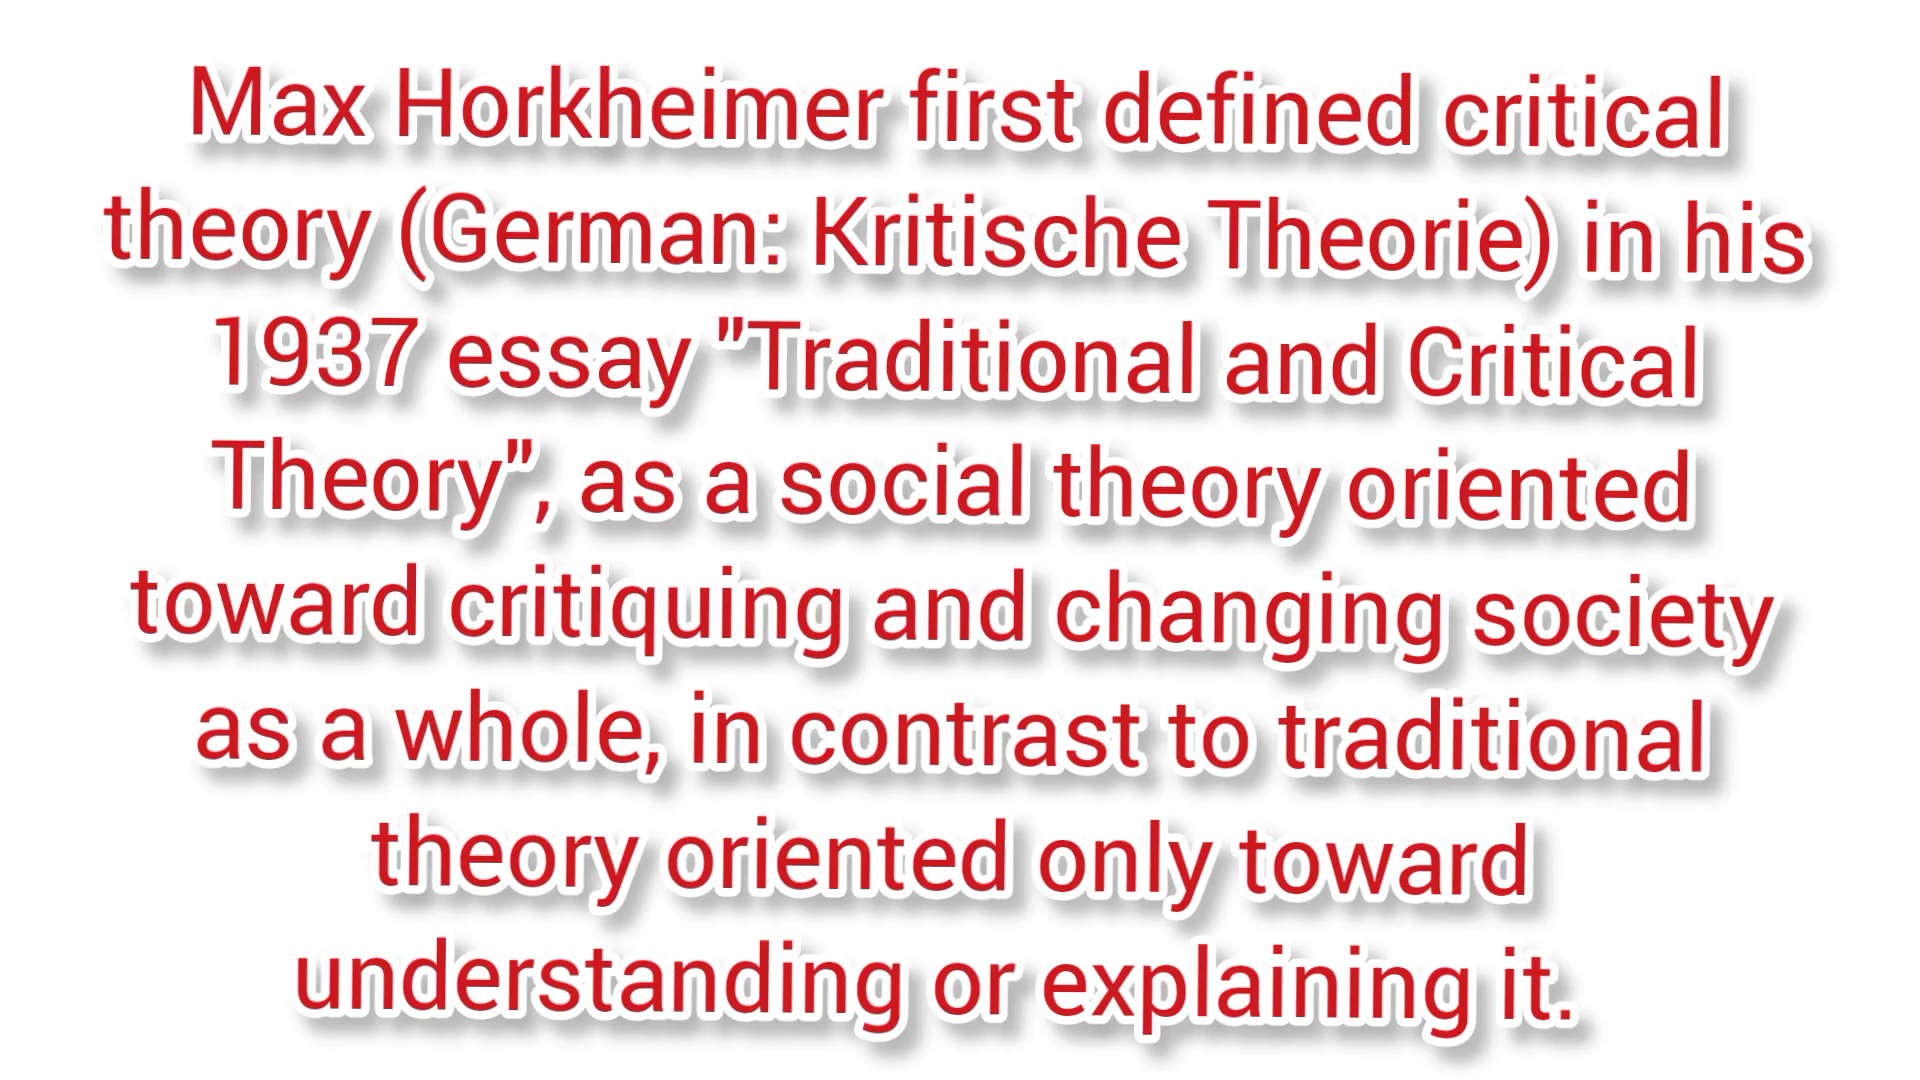 Max Horkheimer first defined critical
theory (German: Kritische Theorie) in his
1937 essay "Traditional and Critical
Theory", as a social theory oriented
toward critiquing and changing society
as a whole, in contrast to traditional
theory oriented only toward
understanding or explaining it.